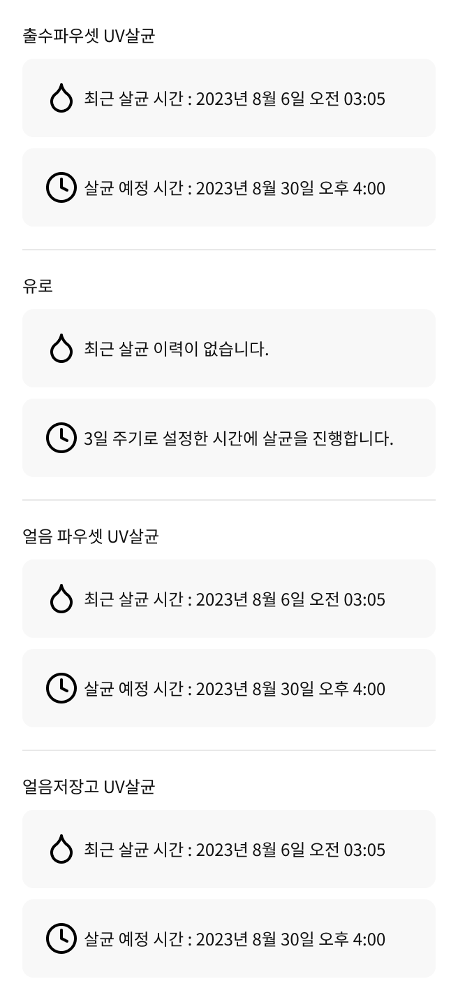 출수파우셋 UV살균
최근 살균 시간 : 2023년 8월 6일 오전 03:05
살균 예정 시간 : 2023년 8월 30일 오후 4:00
유로
최근 살균 이력이 없습니다.
3일 주기로 설정한 시간에 살균을 진행합니다.
얼음 파우셋 UV살균
최근 살균 시간 : 2023년 8월 6일 오전 03:05
살균 예정 시간 : 2023년 8월 30일 오후 4:00
얼음저장고 UV살균
최근 살균 시간 : 2023년 8월 6일 오전 03:05
살균 예정 시간 : 2023년 8월 30일 오후 4:00